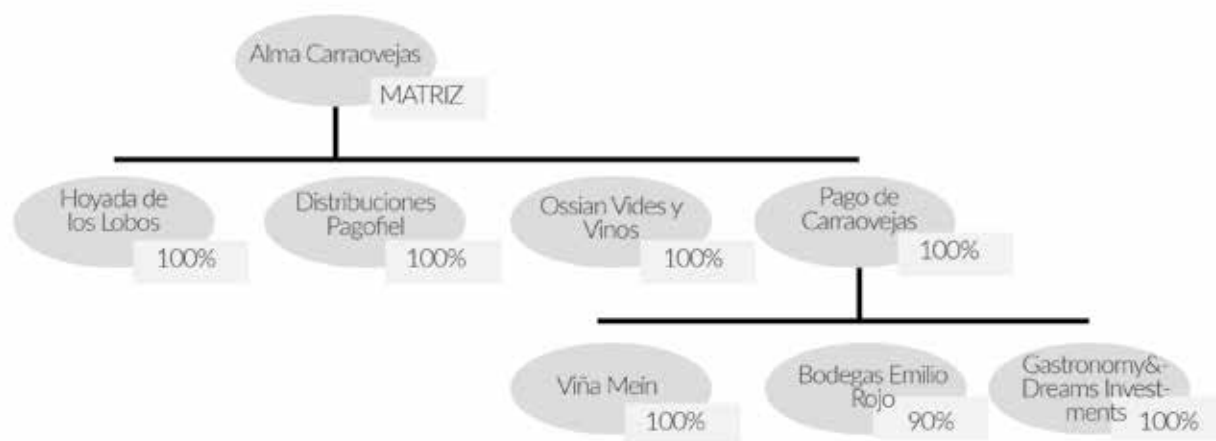 Alma Carraovejas
MATRIZ
Hoyada de
los Lobos
100%
Distribuciones
Pagofiel
100%
Ossian Vides y
Vinos
100%
Pago de
Carraovejas
100%
Viña Mein
100%
Bodegas Emilio
Rojo
90%
Gastronomy&-
Dreams Invest-
ments
100%